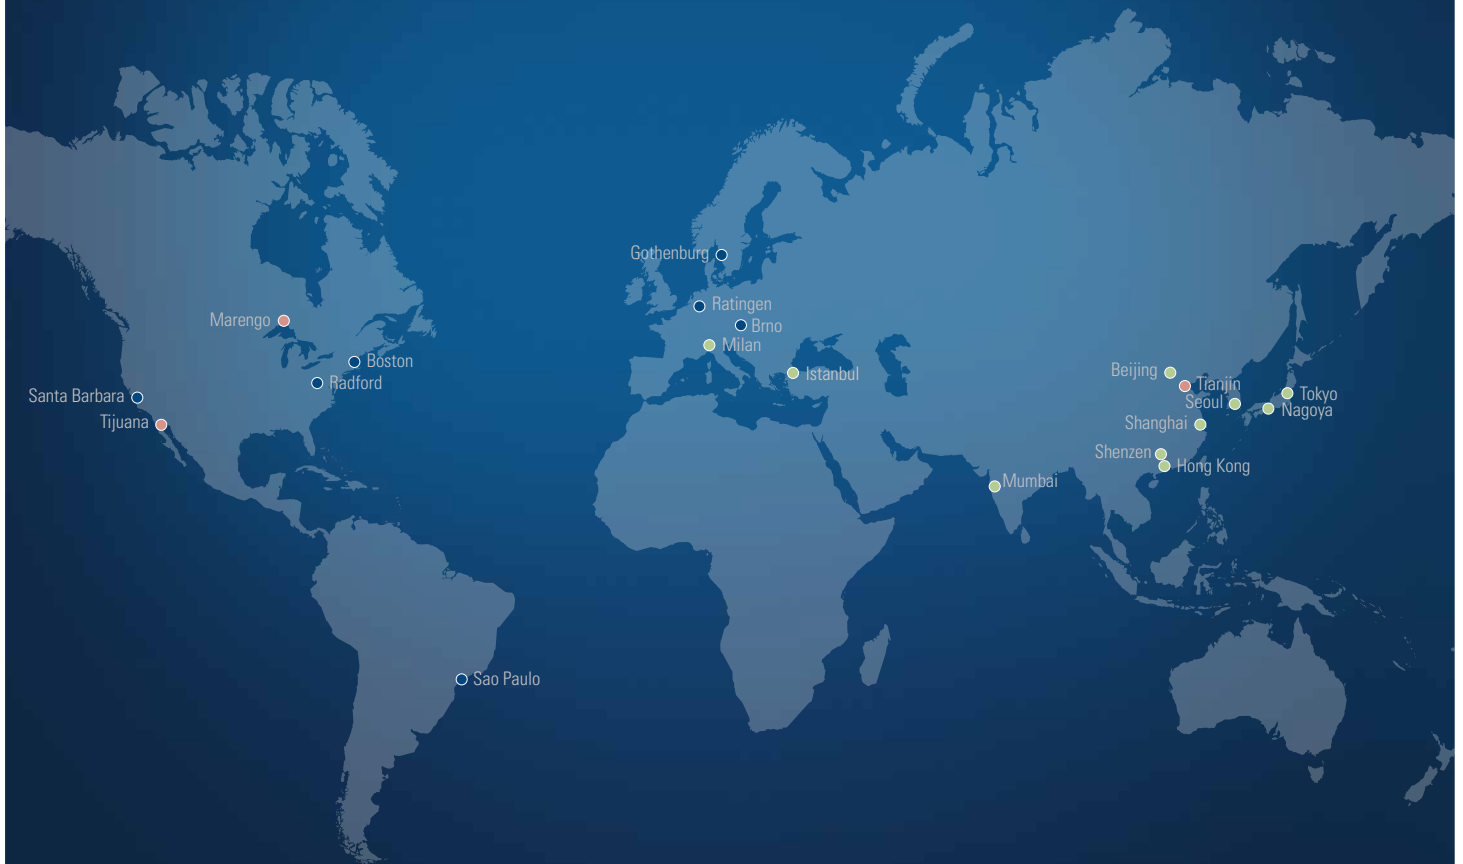 Gothenburg
Ratingen
Marengo
Brno
Milan
Boston
Beijing
Istanbul
Radford
Tianjin
Santa Barbara
Tokyo
Seoul
Nagoya
Tijuana
Shanghai
Shenzen
Hong Kong
Mumbai
Sao Paulo